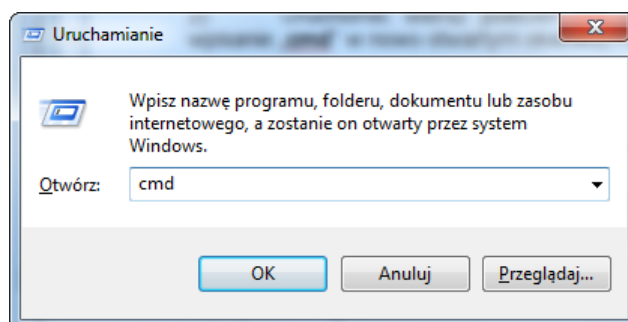 Uruchamianie
Wpisz nazwę programu, folderu, dokumentu lub zasobu
internetowego, a zostanie on otwarty przez system
Windows.
Otwórz: cmd
OK Anuluj Przeglądaj...